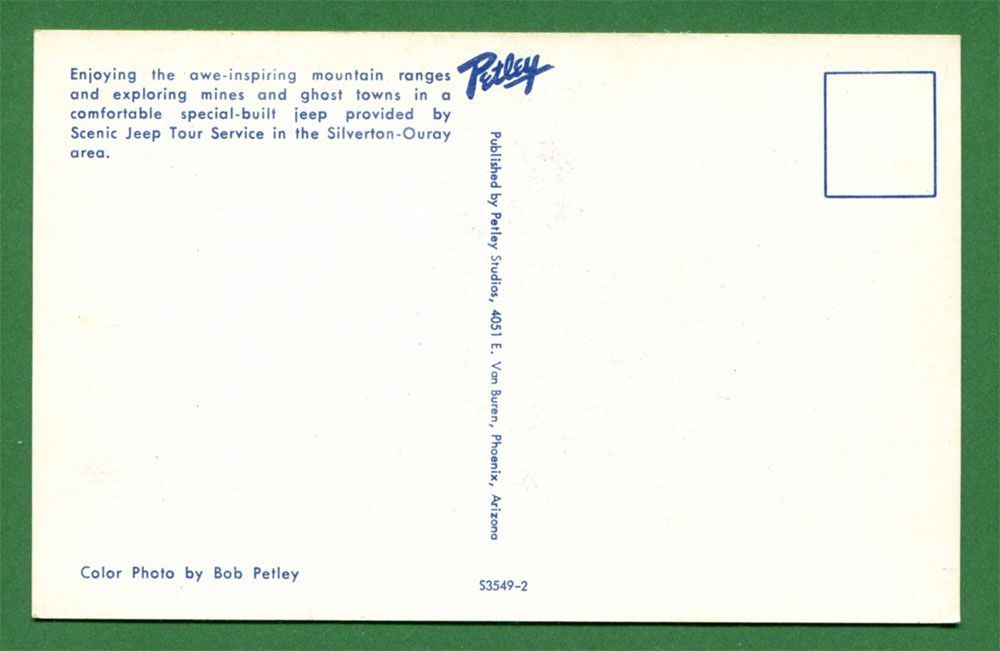 Enjoying the awe-inspiring mountain ranges
and exploring mines and ghost towns in a
comfortable special-built jeep provided by
Scenic Jeep Tour Service in the Silverton-Ouray
area.
Petley
Published by Petley Studios, 4051 E. Van Buren, Phoenix, Arizona
Color Photo by Bob Petley
S3549-2